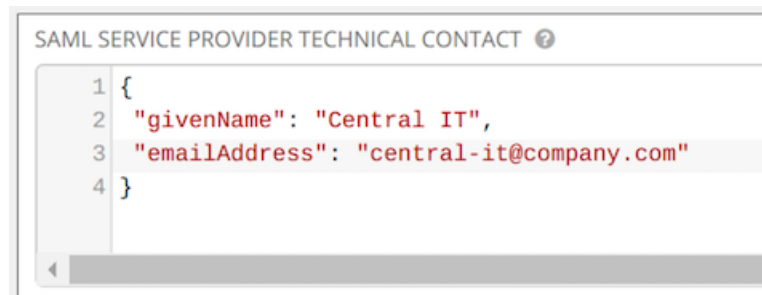 SAML SERVICE PROVIDER TECHNICAL CONTACT ?
1 {
2 "givenName": "Central IT",
3 "emailAddress": "central-it@company.com"
4 }